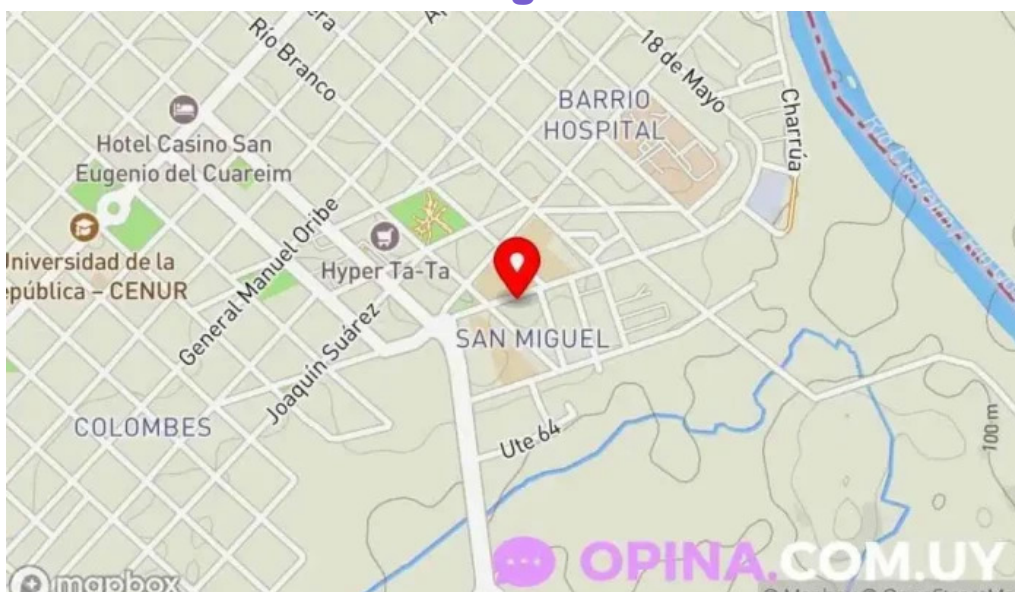 Río Branco
18 de Mayo
BARRIO
HOSPITAL
Charrúa
Hotel Casino San
Eugenio del Cuareim
General Manuel Oribe
Hyper Ta-Ta
Universidad de la
epública – CENUR
Joaquín Suárez
SAN MIGUEL
COLOMBES
Ute 64
100 m
OPINA.COM.UY
mapbox